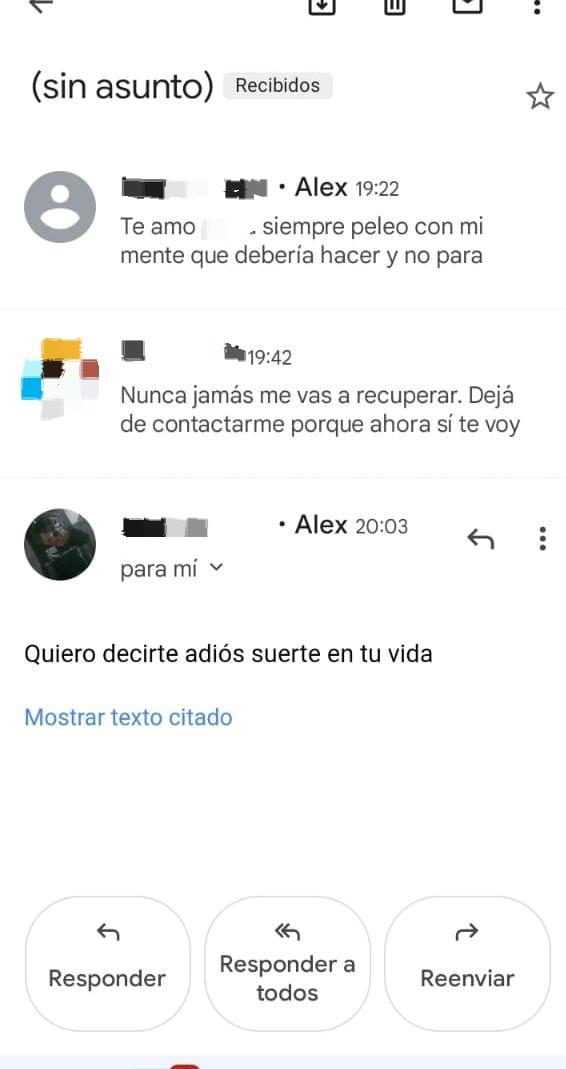 (sin asunto) Recibidos
• Alex 19:22
Te amo . siempre peleo con mi
mente que debería hacer y no para
19:42
Nunca jamás me vas a recuperar. Dejá
de contactarme porque ahora sí te voy
• Alex 20:03
para mí
Quiero decirte adiós suerte en tu vida
Mostrar texto citado
Responder
Responder a
todos
Reenviar